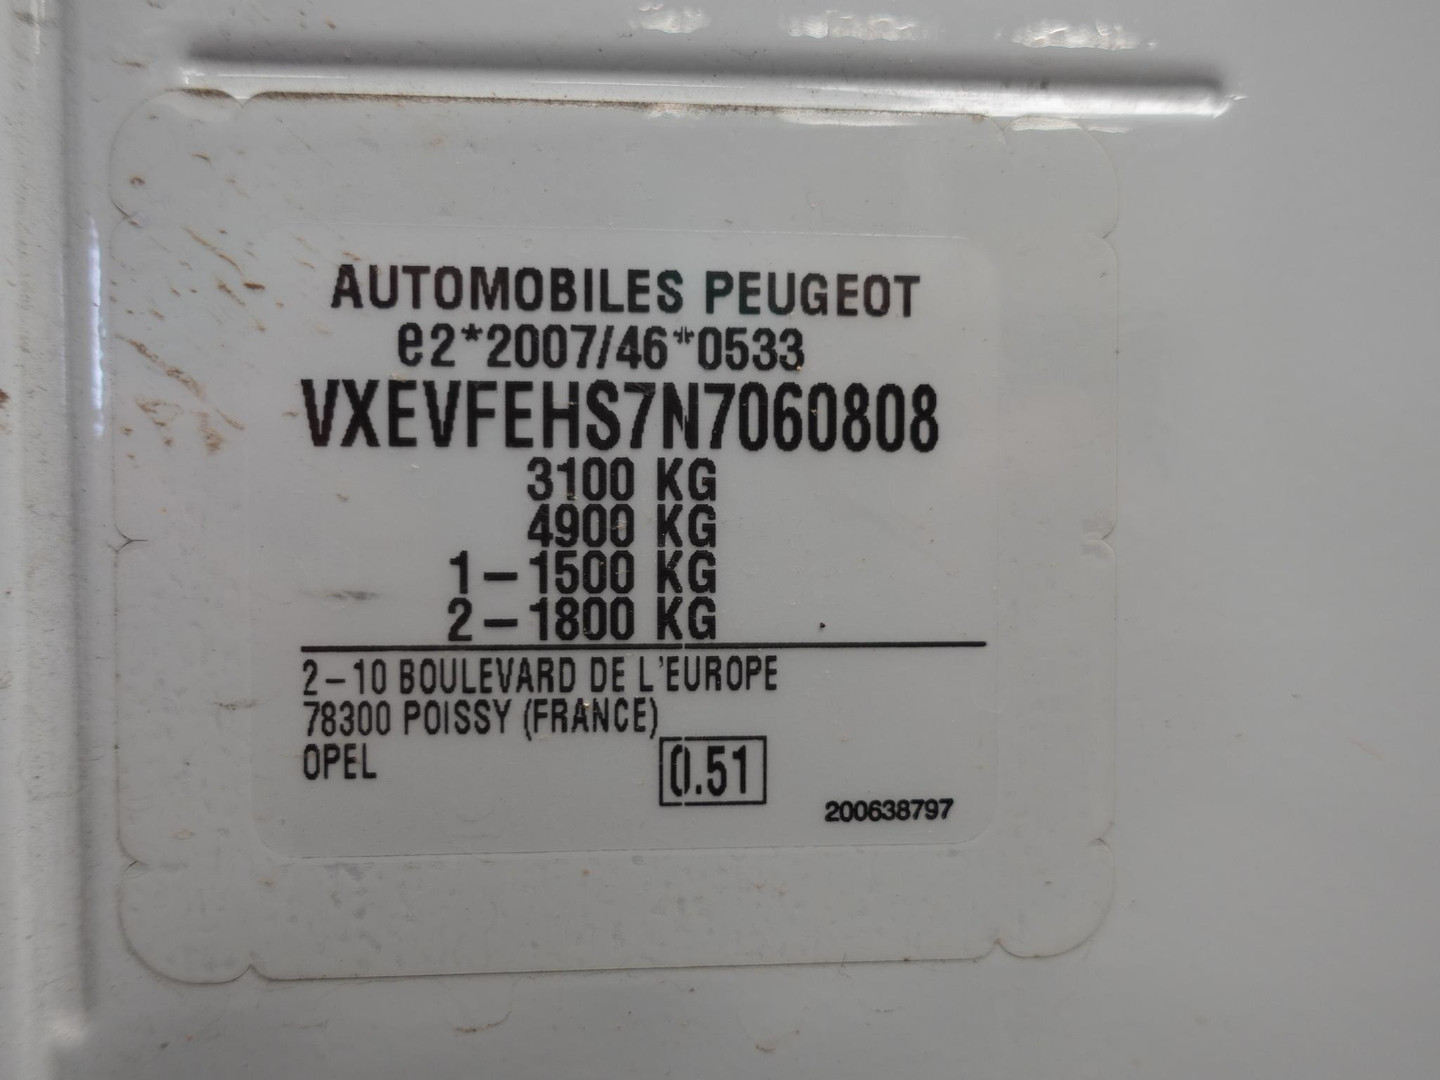 AUTOMOBILES PEUGEOT
e2*2007/46*0533
VXEVFEHS7N7060808
3100 KG
4900 KG
1-1500 KG
2-1800 KG
2-10 BOULEVARD DE L'EUROPE
78300 POISSY (FRANCE)
OPEL
0.51
200638797